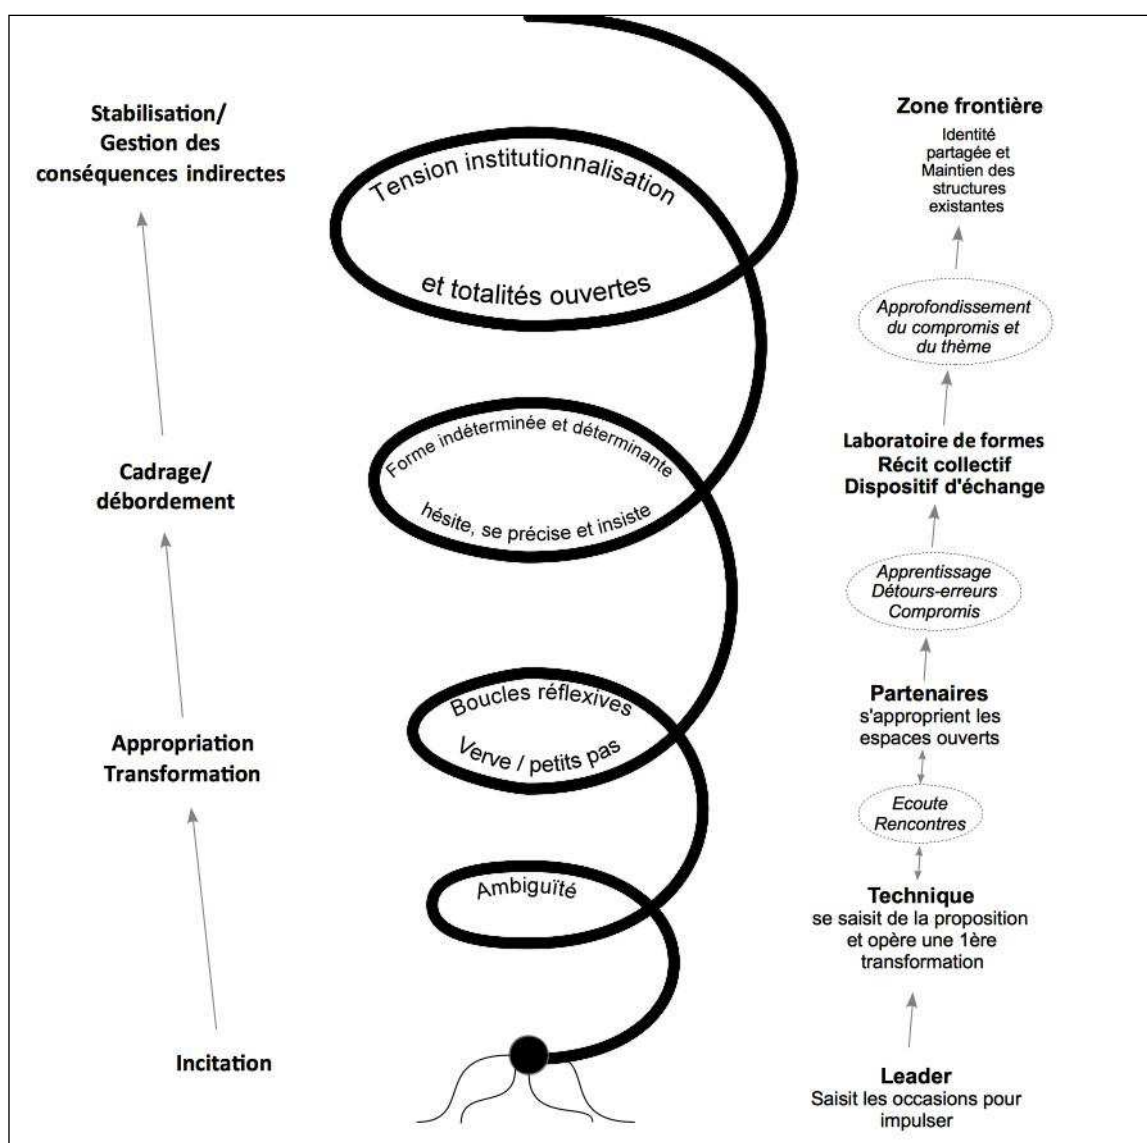 Stabilisation/
Gestion des
conséquences indirectes
Cadrage/
débordement
Appropriation
Transformation
Incitation
Tension institutionnalisation
et totalités ouvertes
Forme indéterminée et déterminante
hésite, se précise et insiste
Boucles réflexives
Verve / petits pas
Ambiguïté
Zone frontière
Identité
partagée et
Maintien des
structures
existantes
Approfondissement
du compromis et
du thème
Laboratoire de formes
Récit collectif
Dispositif d'échange
Apprentissage
Détours-erreurs
Compromis
Partenaires
s'approprient les
espaces ouverts
Ecoute
Rencontres
Technique
se saisit de la proposition
et opère une 1ère
transformation
Leader
Saisit les occasions pour
impulser